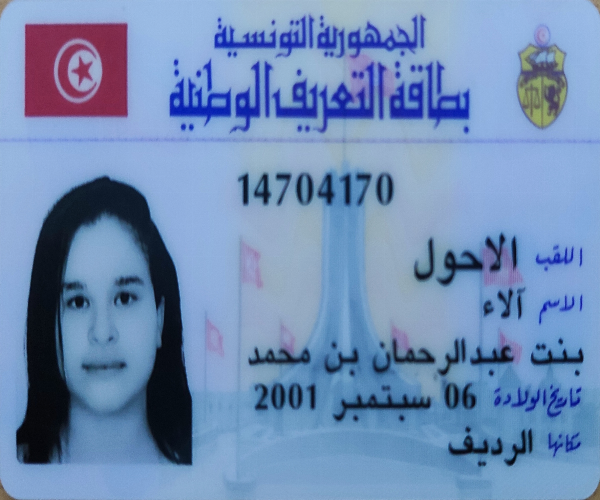 الجمهورية التونسية
بطاقة التعريف الوطنية
14704170
اللقب الاحول
الاسم آلاء
بنت عبدالرحمان بن محمد
تاريخ الولادة 06 سبتمبر 2001
مكانها الرديف